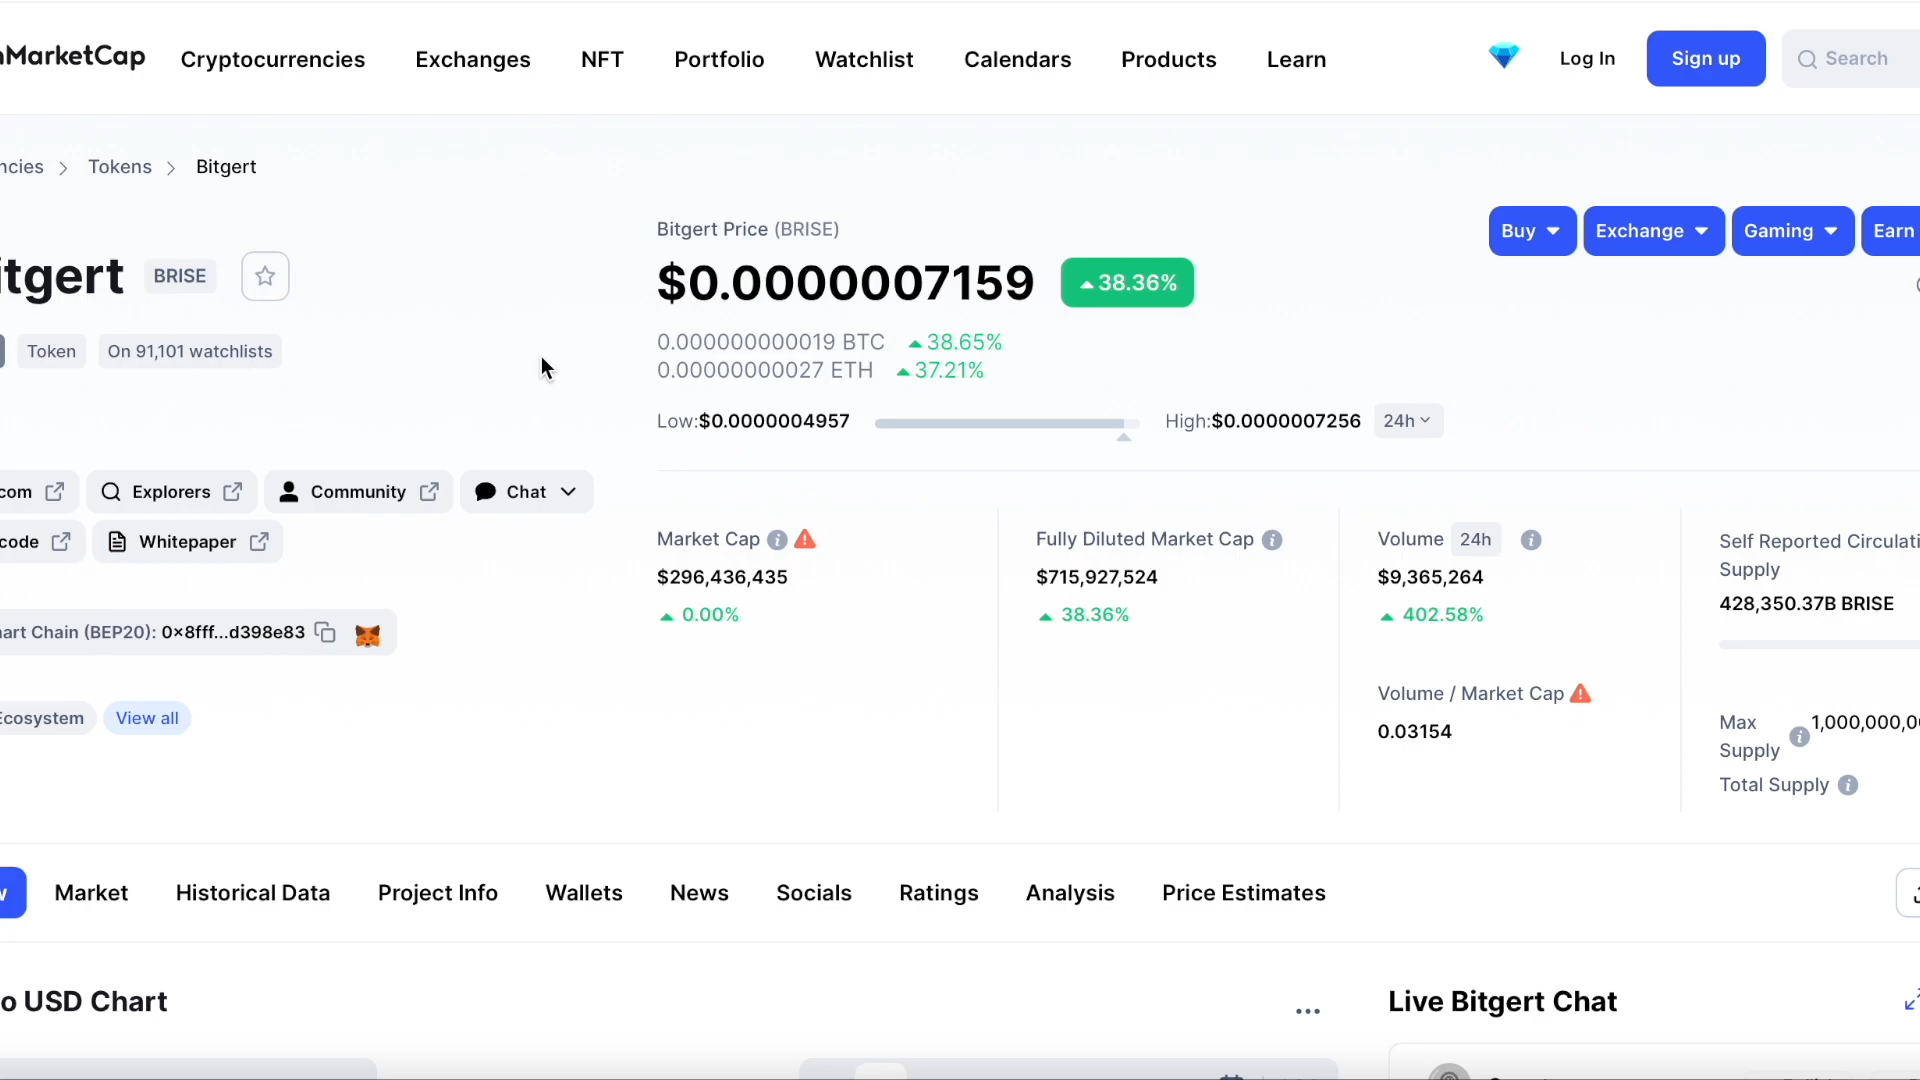 nMarketCap Cryptocurrencies Exchanges NFT Portfolio Watchlist Calendars Products Learn Log In Sign up Search
ncies > Tokens > Bitgert
itgert BRISE
Token On 91,101 watchlists
com Explorers Community Chat
code Whitepaper
art Chain (BEP20): 0x8fff...d398e83
Ecosystem View all
Bitgert Price (BRISE)
$0.0000007159 38.36%
0.000000000019 BTC 38.65%
0.00000000027 ETH 37.21%
Low:$0.0000004957 High:$0.0000007256 24h
Buy Exchange Gaming Earn
Market Cap
$296,436,435
0.00%
Fully Diluted Market Cap
$715,927,524
38.36%
Volume 24h
$9,365,264
402.58%
Volume / Market Cap
0.03154
Self Reported Circulati
Supply
428,350.37B BRISE
Max Supply 1,000,000,0
Total Supply
w Market Historical Data Project Info Wallets News Socials Ratings Analysis Price Estimates
o USD Chart
Live Bitgert Chat